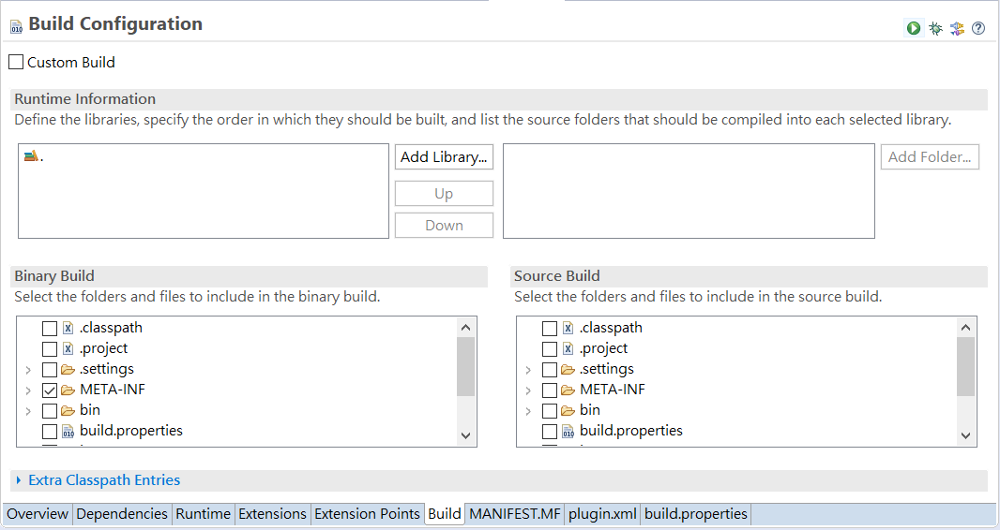 Build Configuration
Custom Build
Runtime Information
Define the libraries, specify the order in which they should be built, and list the source folders that should be compiled into each selected library.
.
Add Library...
Up
Down
Add Folder...
Binary Build
Select the folders and files to include in the binary build.
.classpath
.project
.settings
META-INF
bin
build.properties
Source Build
Select the folders and files to include in the source build.
.classpath
.project
.settings
META-INF
bin
build.properties
Extra Classpath Entries
Overview Dependencies Runtime Extensions Extension Points Build MANIFEST.MF plugin.xml build.properties